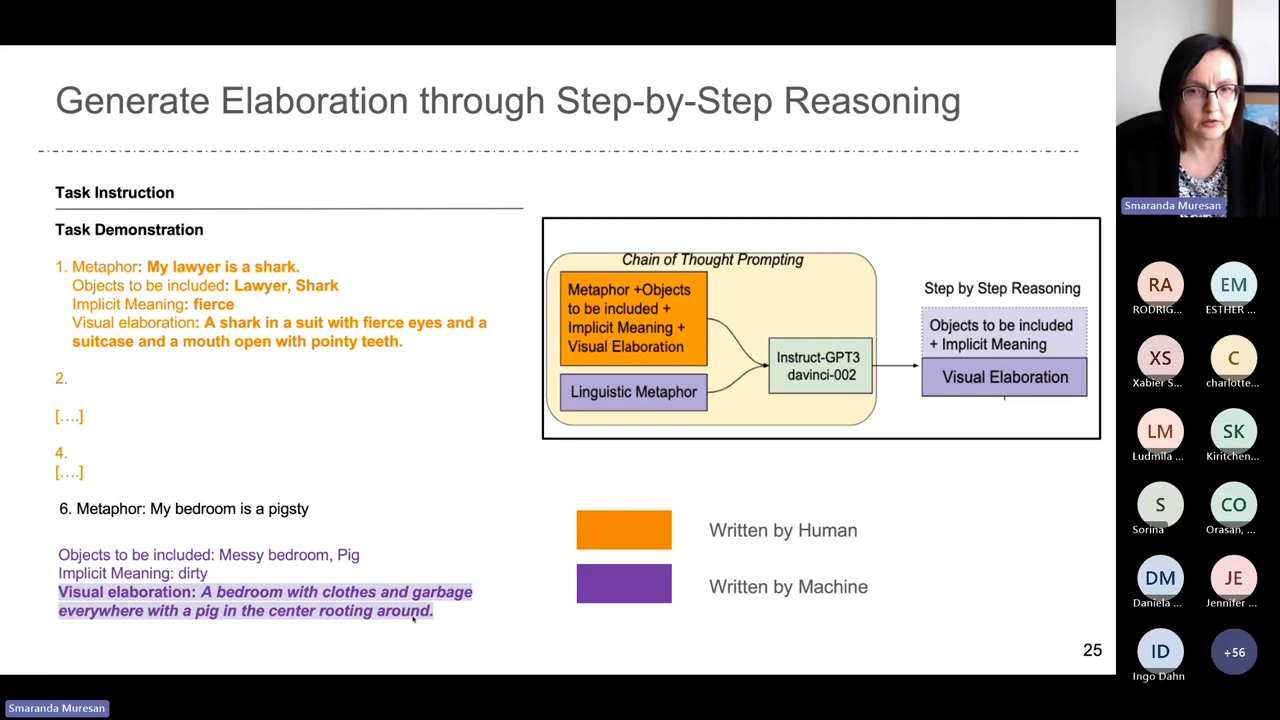 Generate Elaboration through Step-by-Step Reasoning
Task Instruction
Task Demonstration
1. Metaphor: My lawyer is a shark.
Objects to be included: Lawyer, Shark
Implicit Meaning: fierce
Visual elaboration: A shark in a suit with fierce eyes and a
suitcase and a mouth open with pointy teeth.
2.
[....]
4.
[....]
6. Metaphor: My bedroom is a pigsty
Objects to be included: Messy bedroom, Pig
Implicit Meaning: dirty
Visual elaboration: A bedroom with clothes and garbage
everywhere with a pig in the center rooting around.
Chain of Thought Prompting
Metaphor +Objects
to be included +
Implicit Meaning +
Visual Elaboration
Linguistic Metaphor
Instruct-GPT3
davinci-002
Step by Step Reasoning
Objects to be included
+ Implicit Meaning
Visual Elaboration
Written by Human
Written by Machine
25
Smaranda Muresan
RA
RODRIG...
EM
ESTHER ...
XS
Xabier S...
C
charlotte...
LM
Ludmila ...
SK
Kiritchen...
S
Sorina
CO
Orasan, ...
DM
Daniela ...
JE
Jennifer ...
ID
Ingo Dahn
+56
Smaranda Muresan